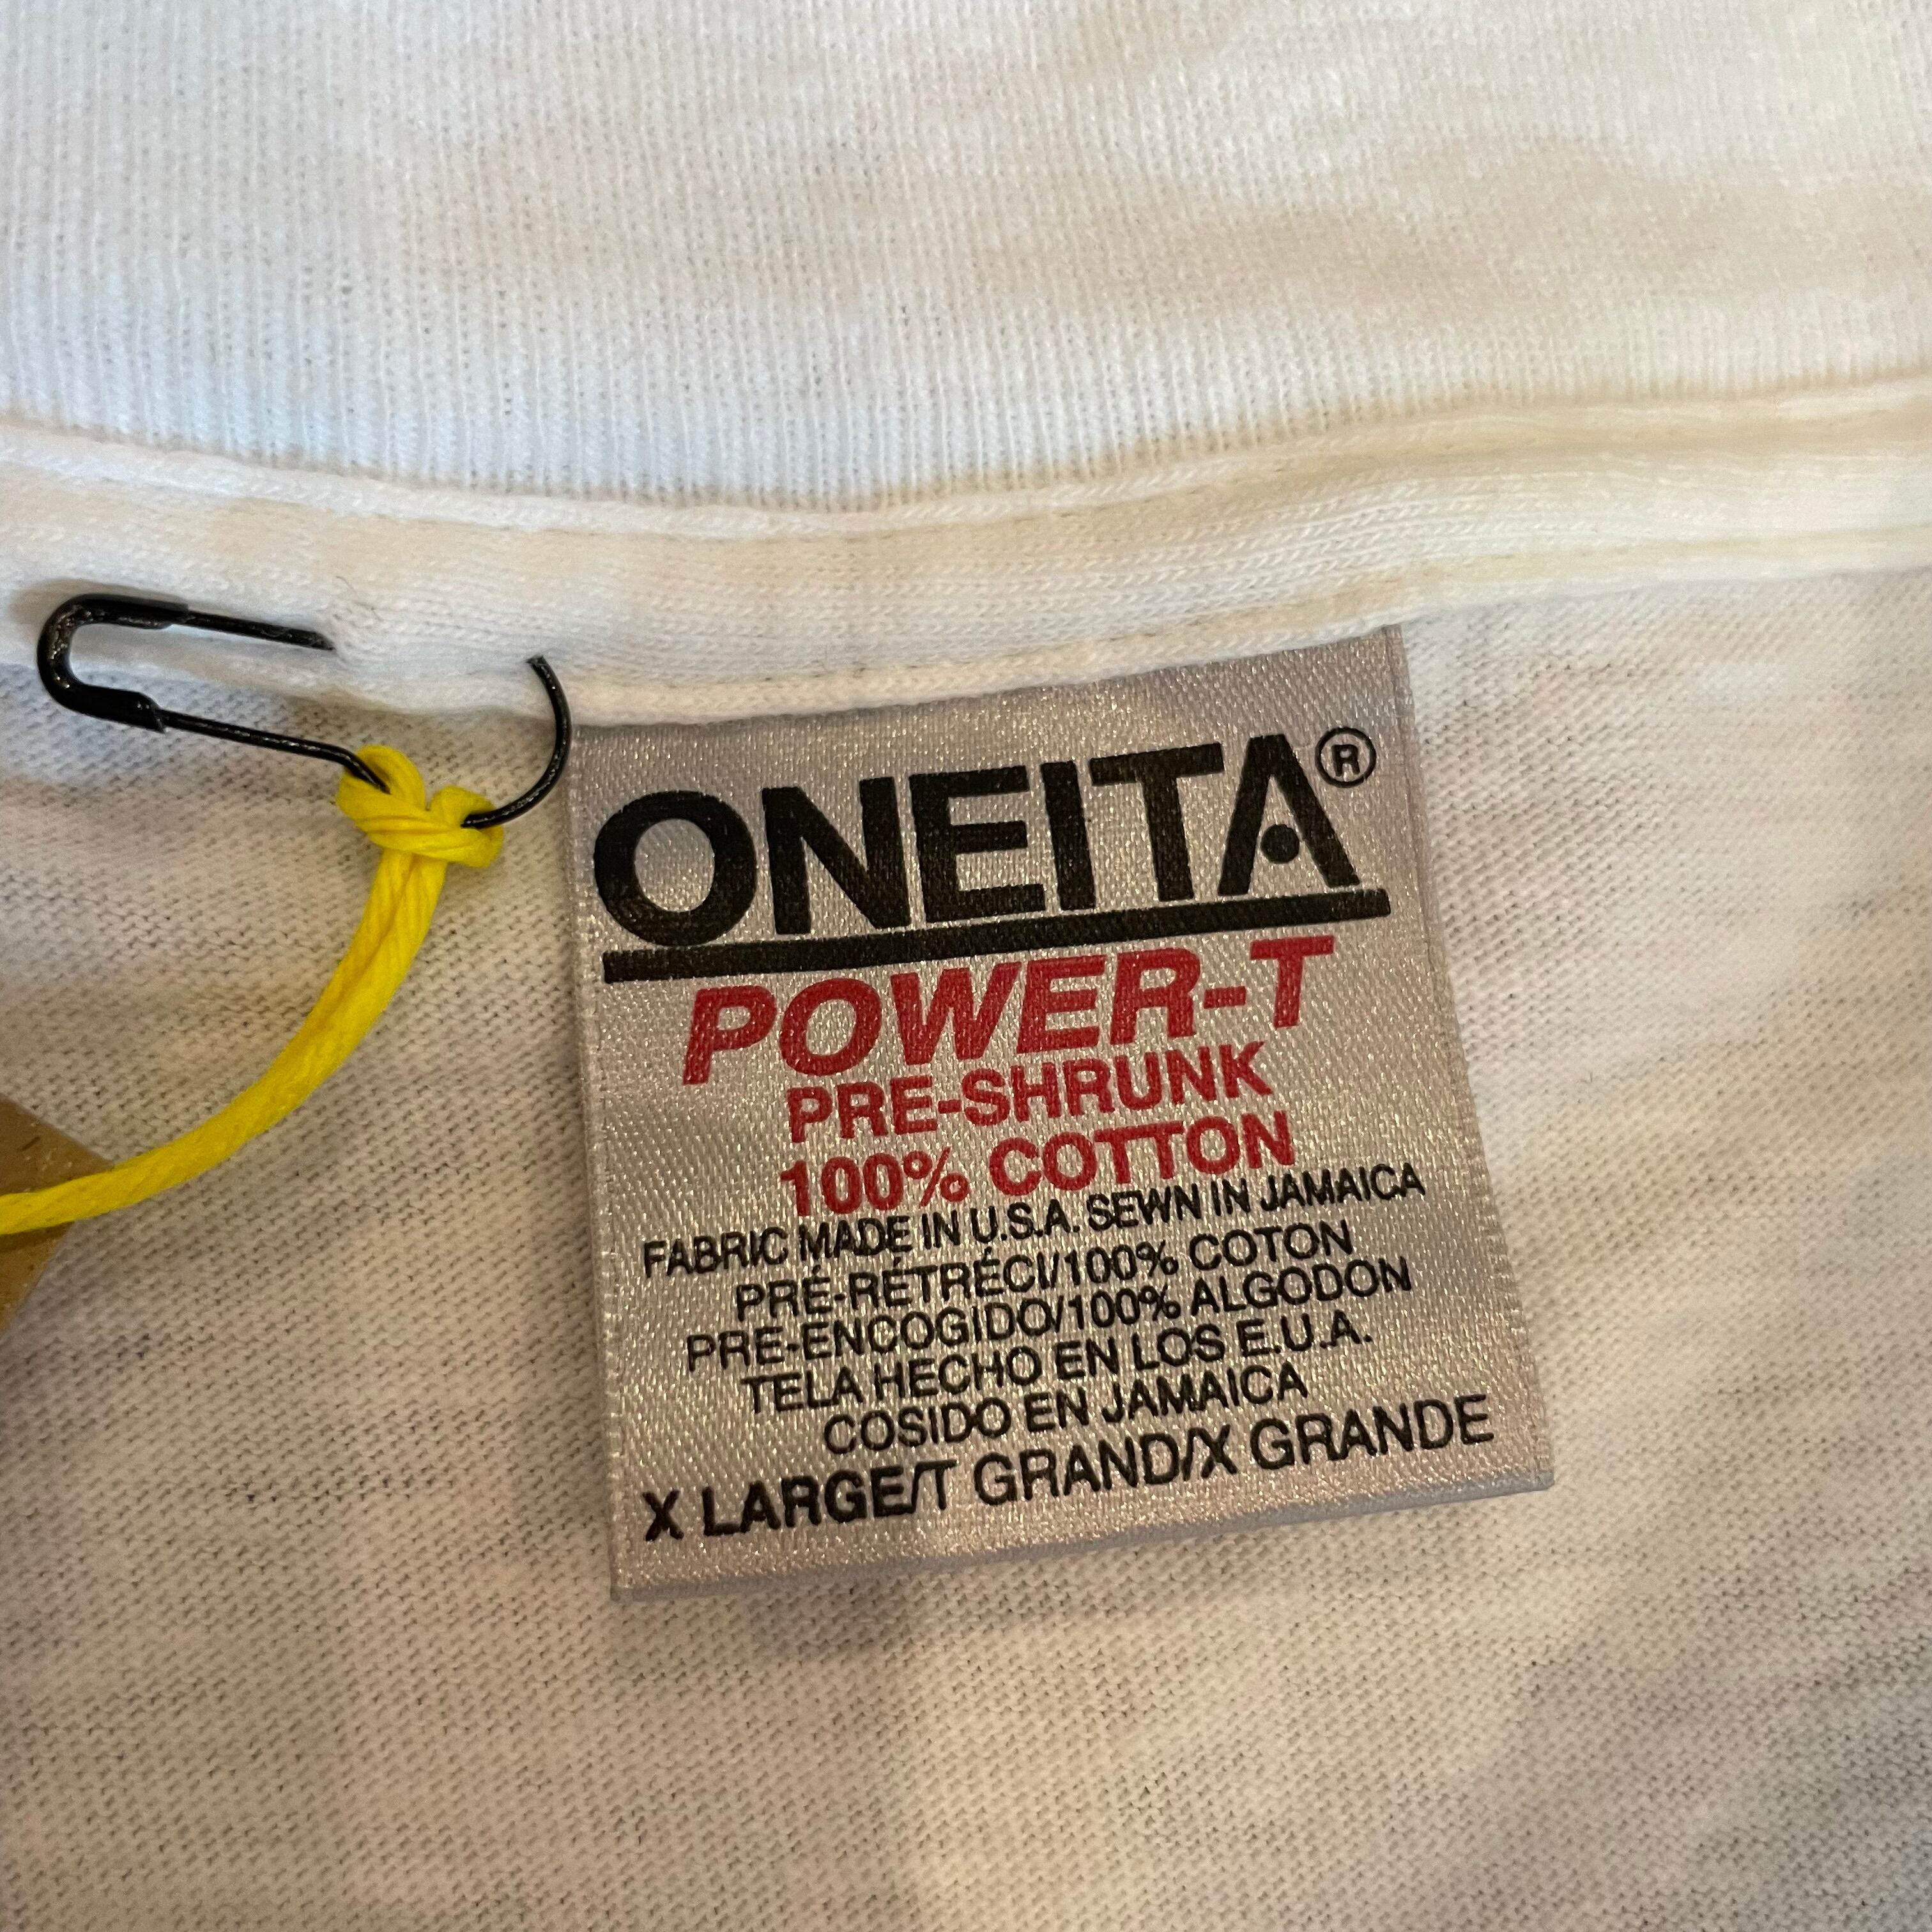 ONEITA®
POWER-T
PRE-SHRUNK
100% COTTON
FABRIC MADE IN U.S.A. SEWN IN JAMAICA
PRÉ-RÉTRÉCI/100% COTON
PRE-ENCOGIDO/100% ALGODON
TELA HECHO EN LOS E.U.A.
COSIDO EN JAMAICA
X LARGE/T GRAND/X GRANDE